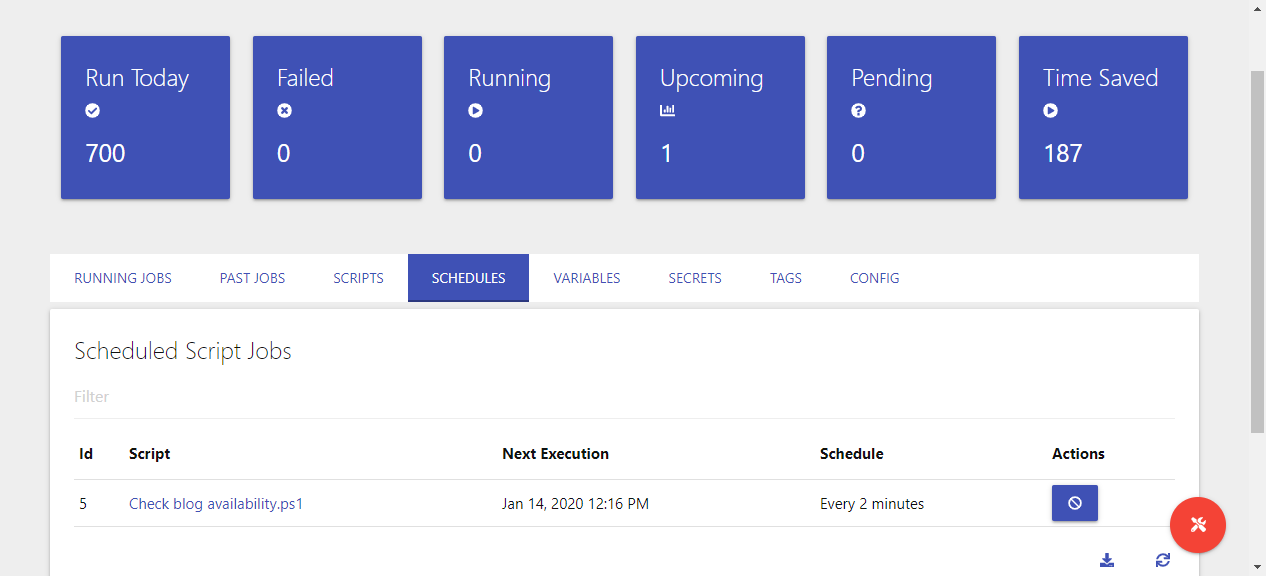 Run Today
Failed
Running
Upcoming
Pending
Time Saved
700
0
0
1
0
187
RUNNING JOBS
PAST JOBS
SCRIPTS
SCHEDULES
VARIABLES
SECRETS
TAGS
CONFIG
Scheduled Script Jobs
Filter
Id Script Next Execution Schedule Actions
5 Check blog availability.ps1 Jan 14, 2020 12:16 PM Every 2 minutes